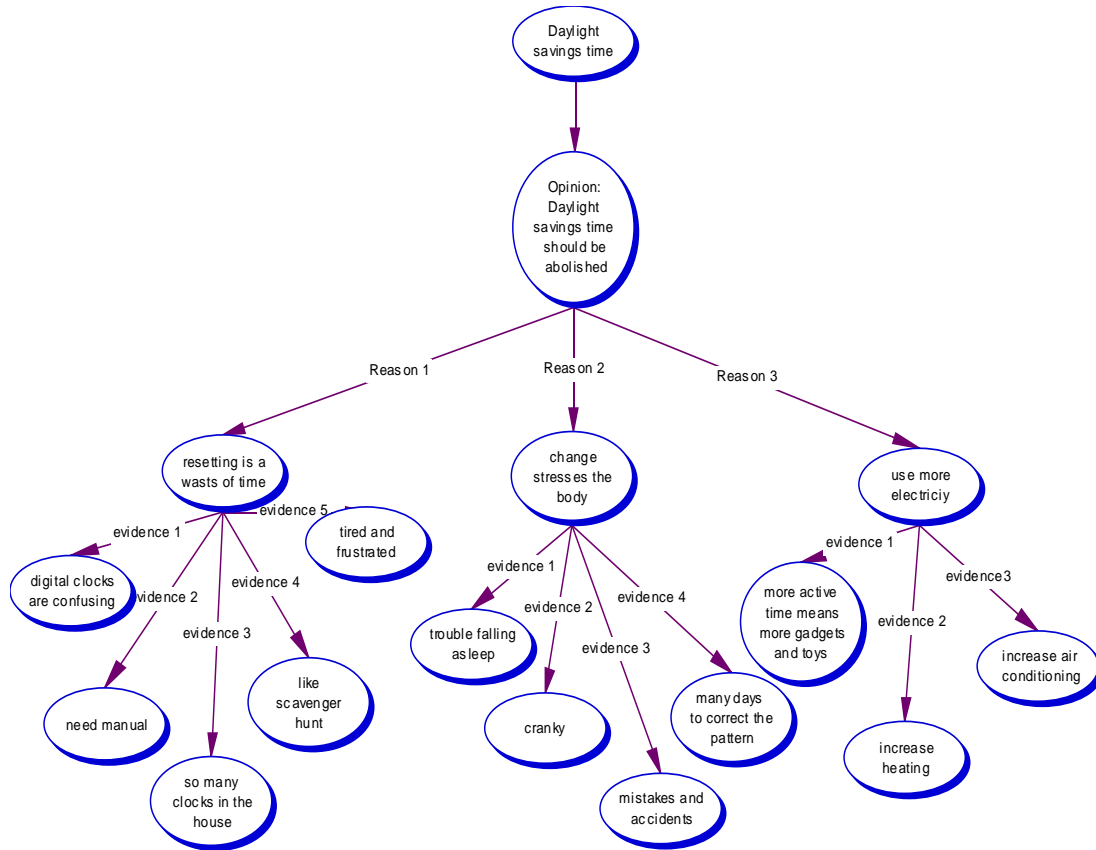 Daylight
savings time
Opinion:
Daylight
savings time
should be
abolished
Reason 1
Reason 2
Reason 3
resetting is a
wasts of time
change
stresses the
body
use more
electriciy
evidence 1
evidence 2
evidence 3
evidence 4
evidence 5
digital clocks
are confusing
need manual
so many
clocks in the
house
like
scavenger
hunt
tired and
frustrated
evidence 1
evidence 2
evidence 3
evidence 4
trouble falling
asleep
cranky
mistakes and
accidents
many days
to correct the
pattern
evidence 1
evidence 2
evidence3
more active
time means
more gadgets
and toys
increase
heating
increase air
conditioning